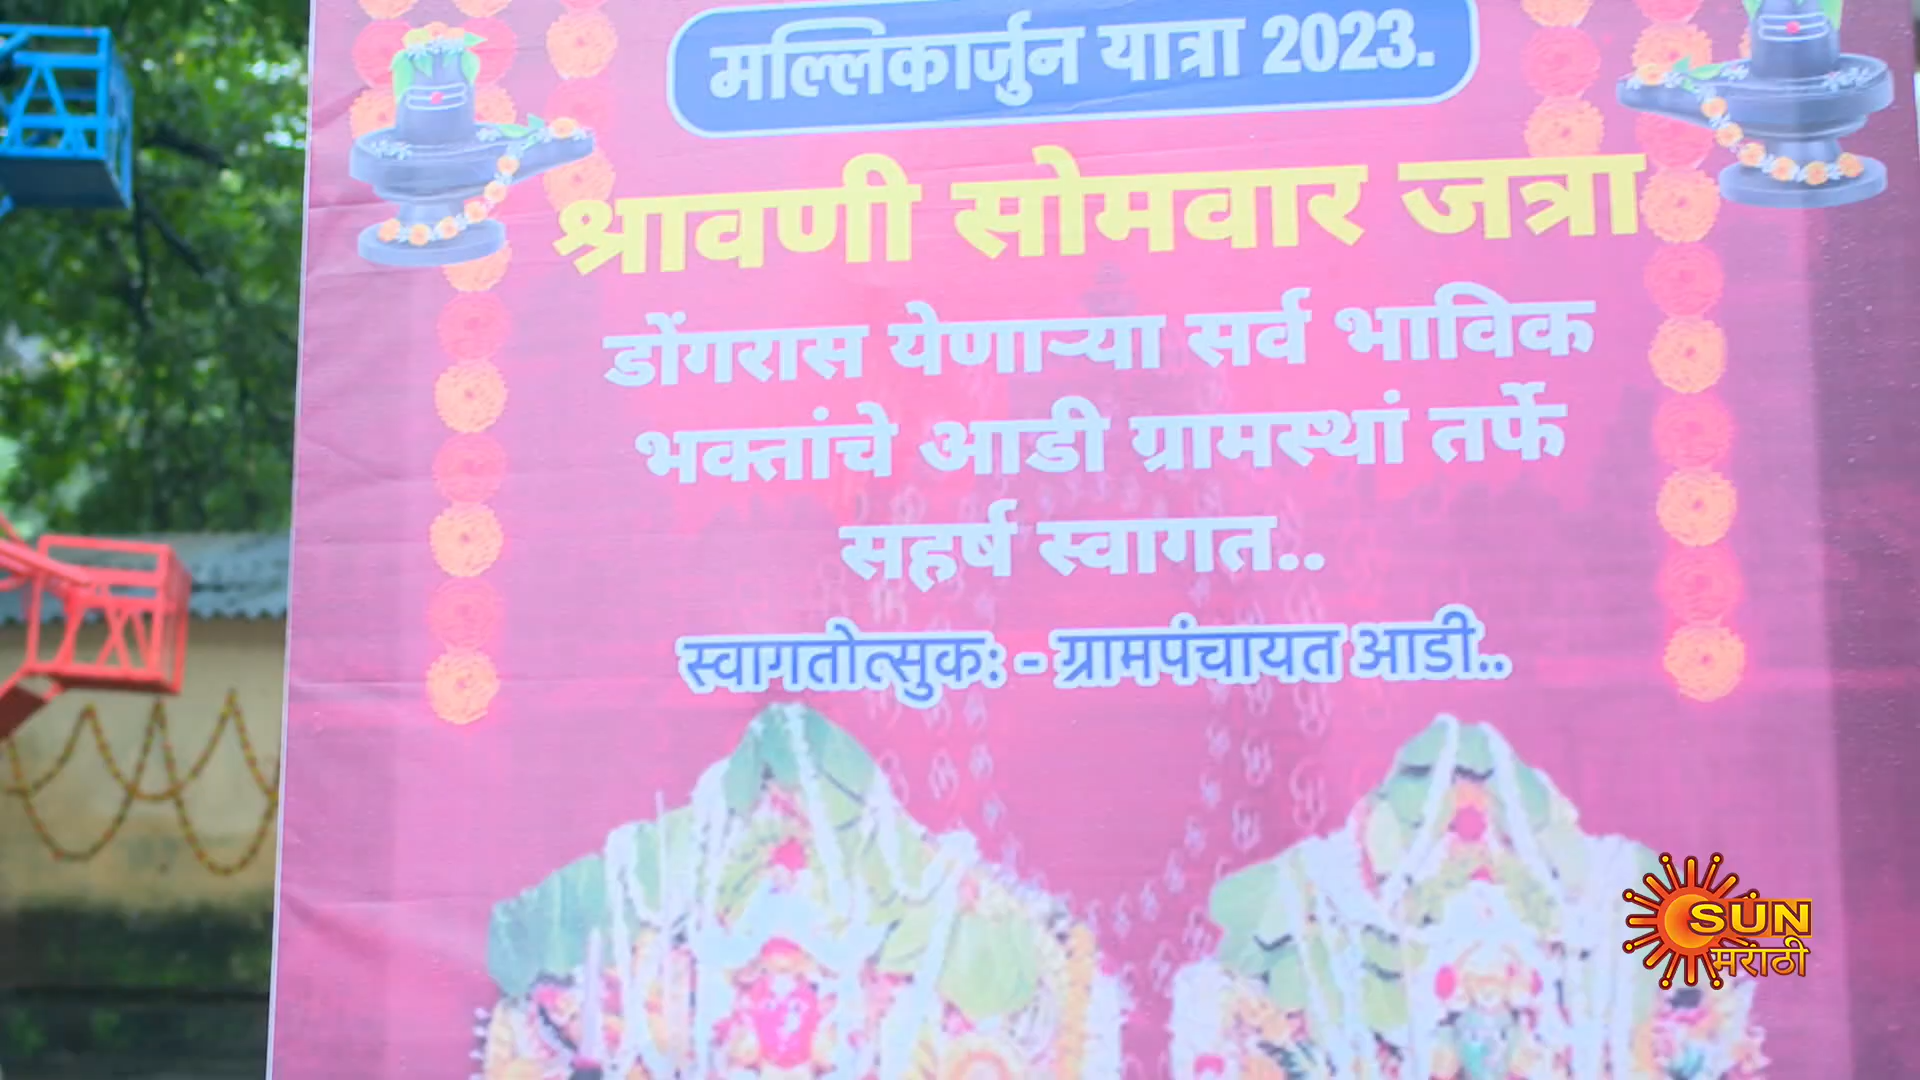 मल्लिकार्जुन यात्रा 2023.
श्रावणी सोमवार जत्रा
डोंगरास येणाऱ्या सर्व भाविक
भक्तांचे आडी ग्रामस्थां तर्फे
सहर्ष स्वागत..
स्वागतोत्सुक: - ग्रामपंचायत आडी..
SUN
मराठी